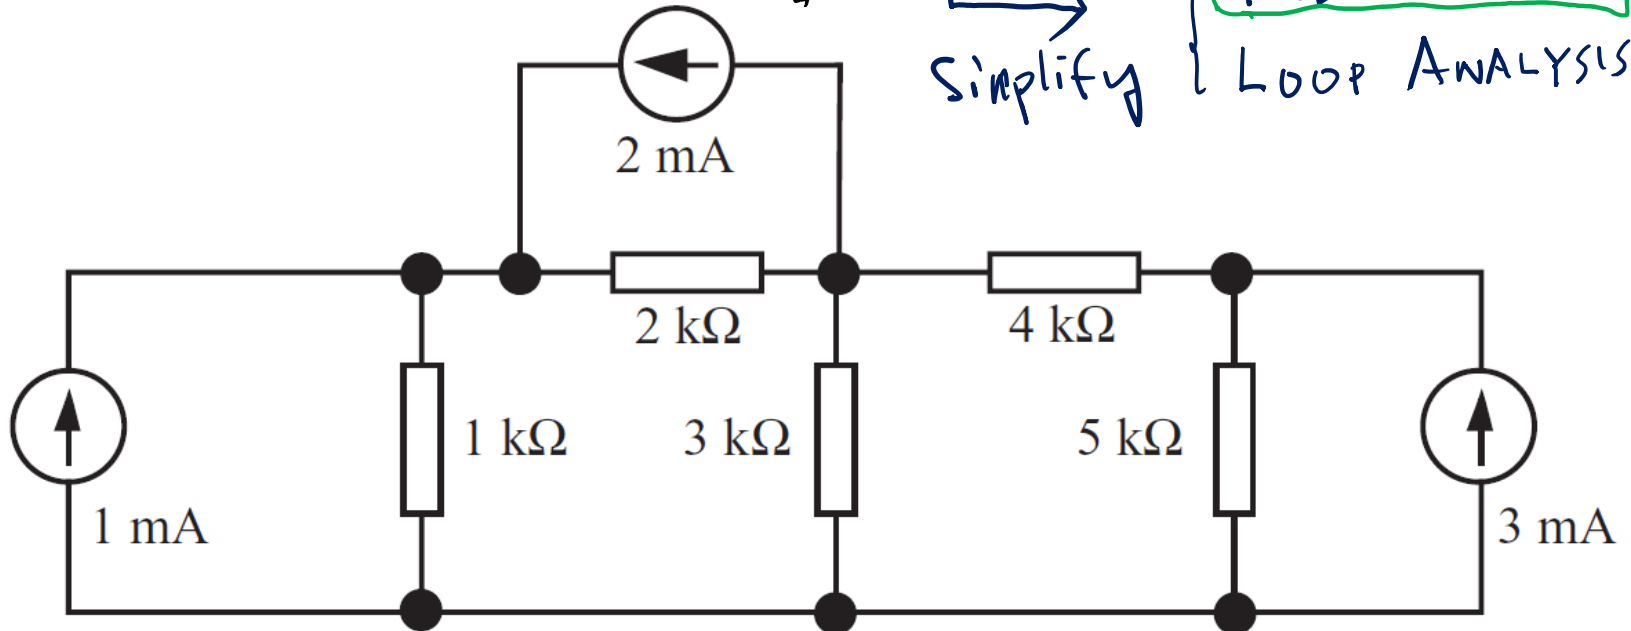 Simplify
LOOP ANALYSIS
2 mA
2 kΩ
4 kΩ
1 kΩ
3 kΩ
5 kΩ
1 mA
3 mA